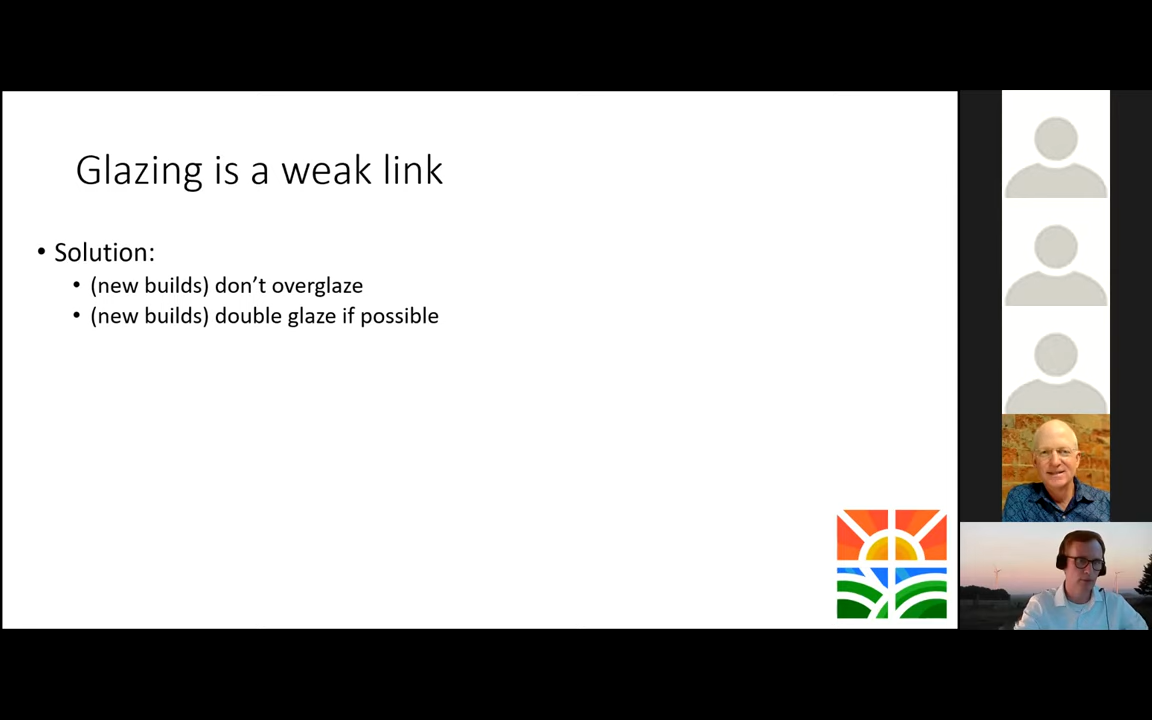 Glazing is a weak link
• Solution:
• (new builds) don’t overglaze
• (new builds) double glaze if possible